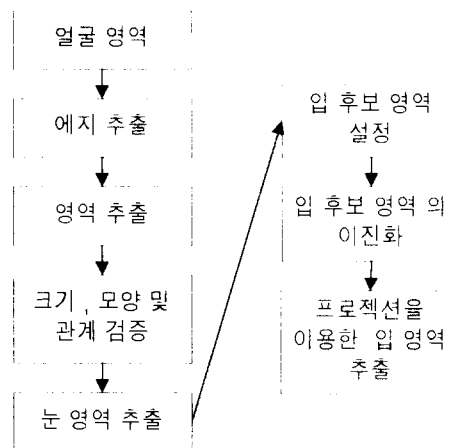 얼굴 영역
에지 추출
영역 추출
크기 , 모양 및
관계 검증
눈 영역 추출
입 후보 영역
설정
입 후보 영역 의
이진화
프로젝션을
이용한 입 영역
추출